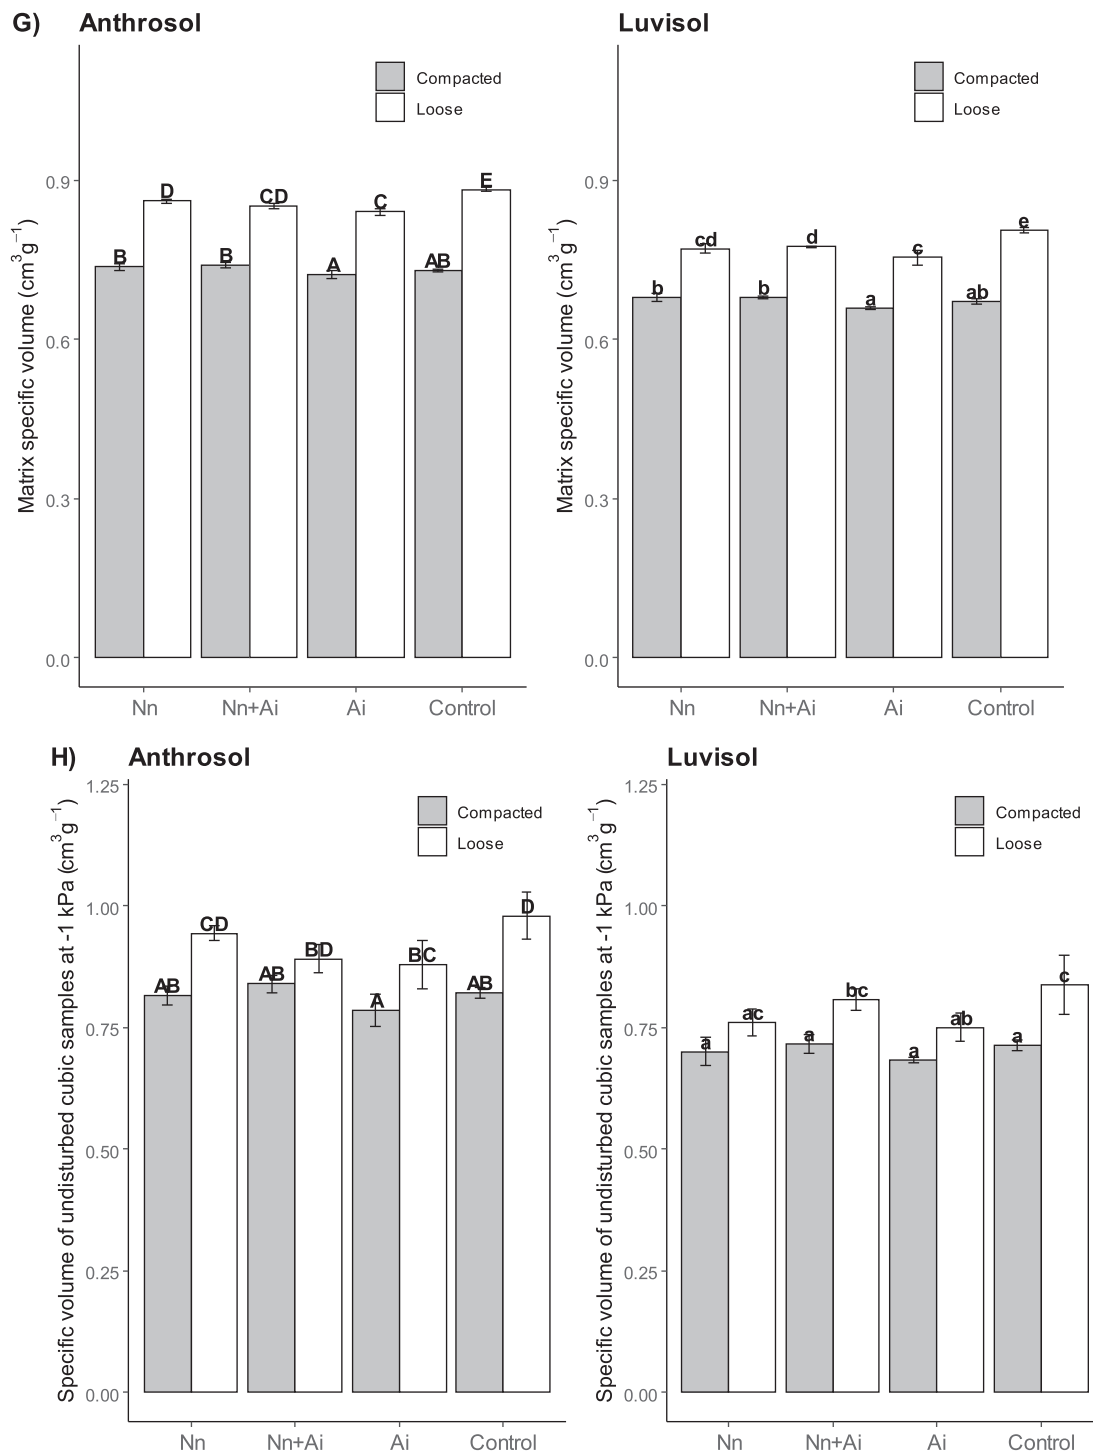 G) Anthrosol Luvisol
Compacted
Loose
Compacted
Loose
Matrix specific volume (cm³g⁻¹)
0.9
0.6
0.3
0.0
B D B CD A C AB E
Nn Nn+Ai Ai Control
Matrix specific volume (cm³g⁻¹)
0.9
0.6
0.3
0.0
b cd b d a c ab e
Nn Nn+Ai Ai Control
H) Anthrosol Luvisol
Compacted
Loose
Compacted
Loose
Specific volume of undisturbed cubic samples at -1 kPa (cm³g⁻¹)
1.25
1.00
0.75
0.50
0.25
0.00
AB CD AB BD A BC AB D
Nn Nn+Ai Ai Control
Specific volume of undisturbed cubic samples at -1 kPa (cm³g⁻¹)
1.25
1.00
0.75
0.50
0.25
0.00
a ac a bc a ab a c
Nn Nn+Ai Ai Control